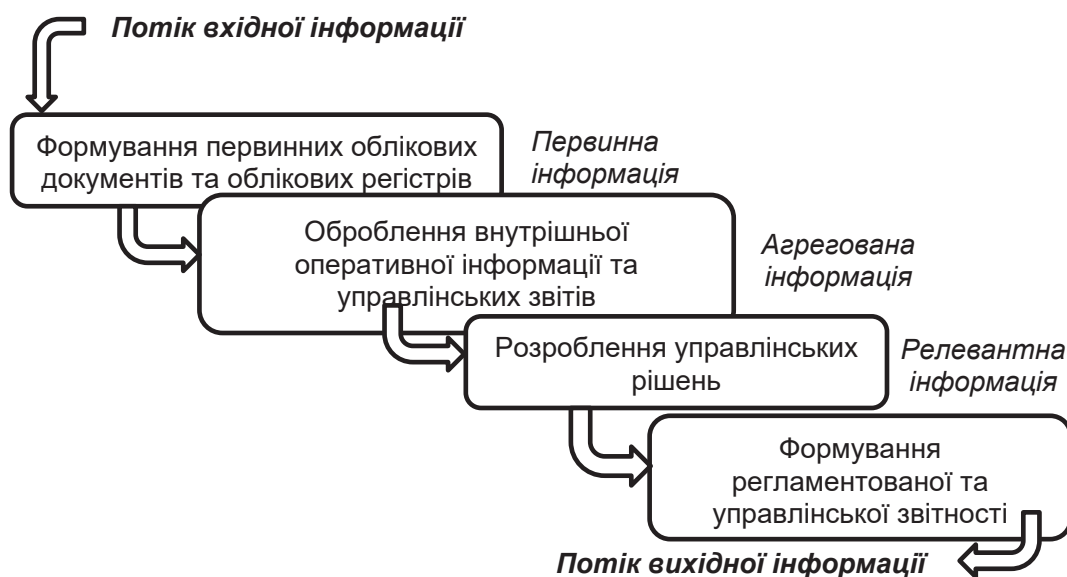 Потік вхідної інформації
Формування первинних облікових
документів та облікових регістрів
Первинна
інформація
Оброблення внутрішньої
оперативної інформації та
управлінських звітів
Агрегована
інформація
Розроблення управлінських
рішень
Релевантна
інформація
Формування
регламентованої та
управлінської звітності
Потік вихідної інформації